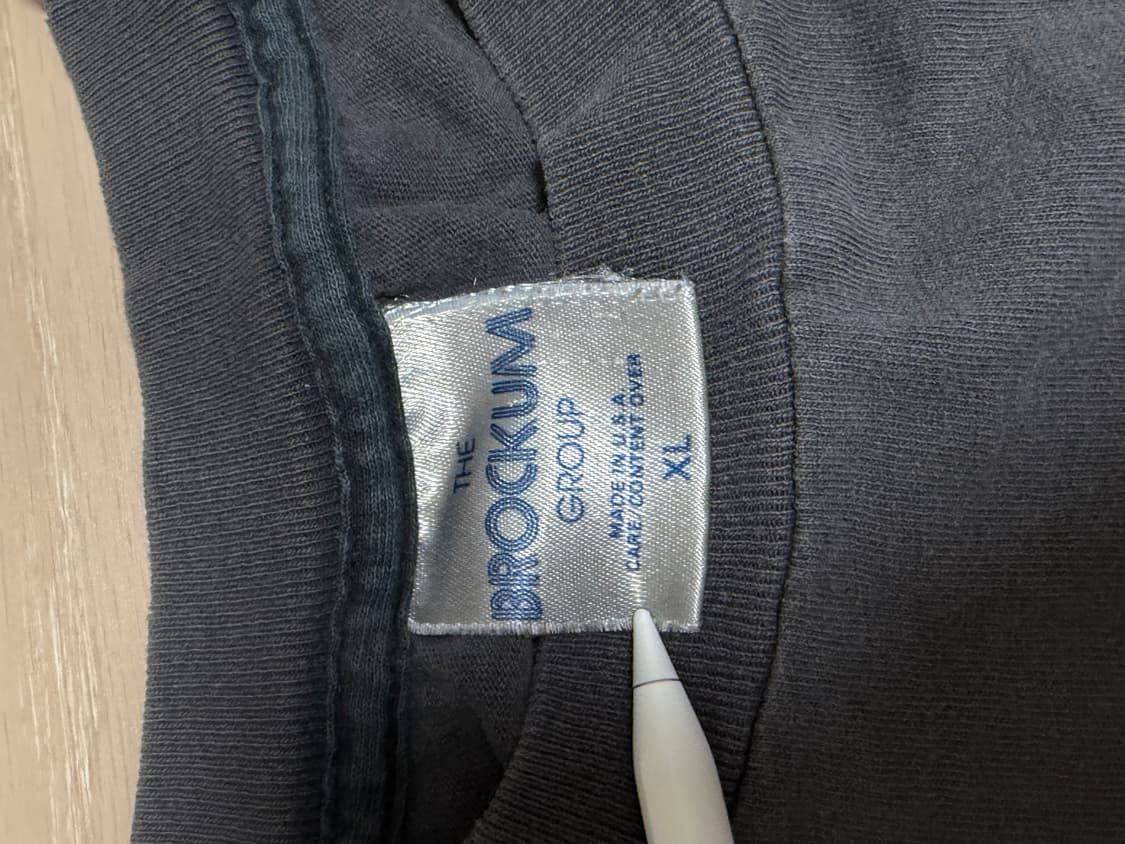 THE
BROCKUM
GROUP
MADE IN U.S.A.
CARE/CONTENT OVER
XL